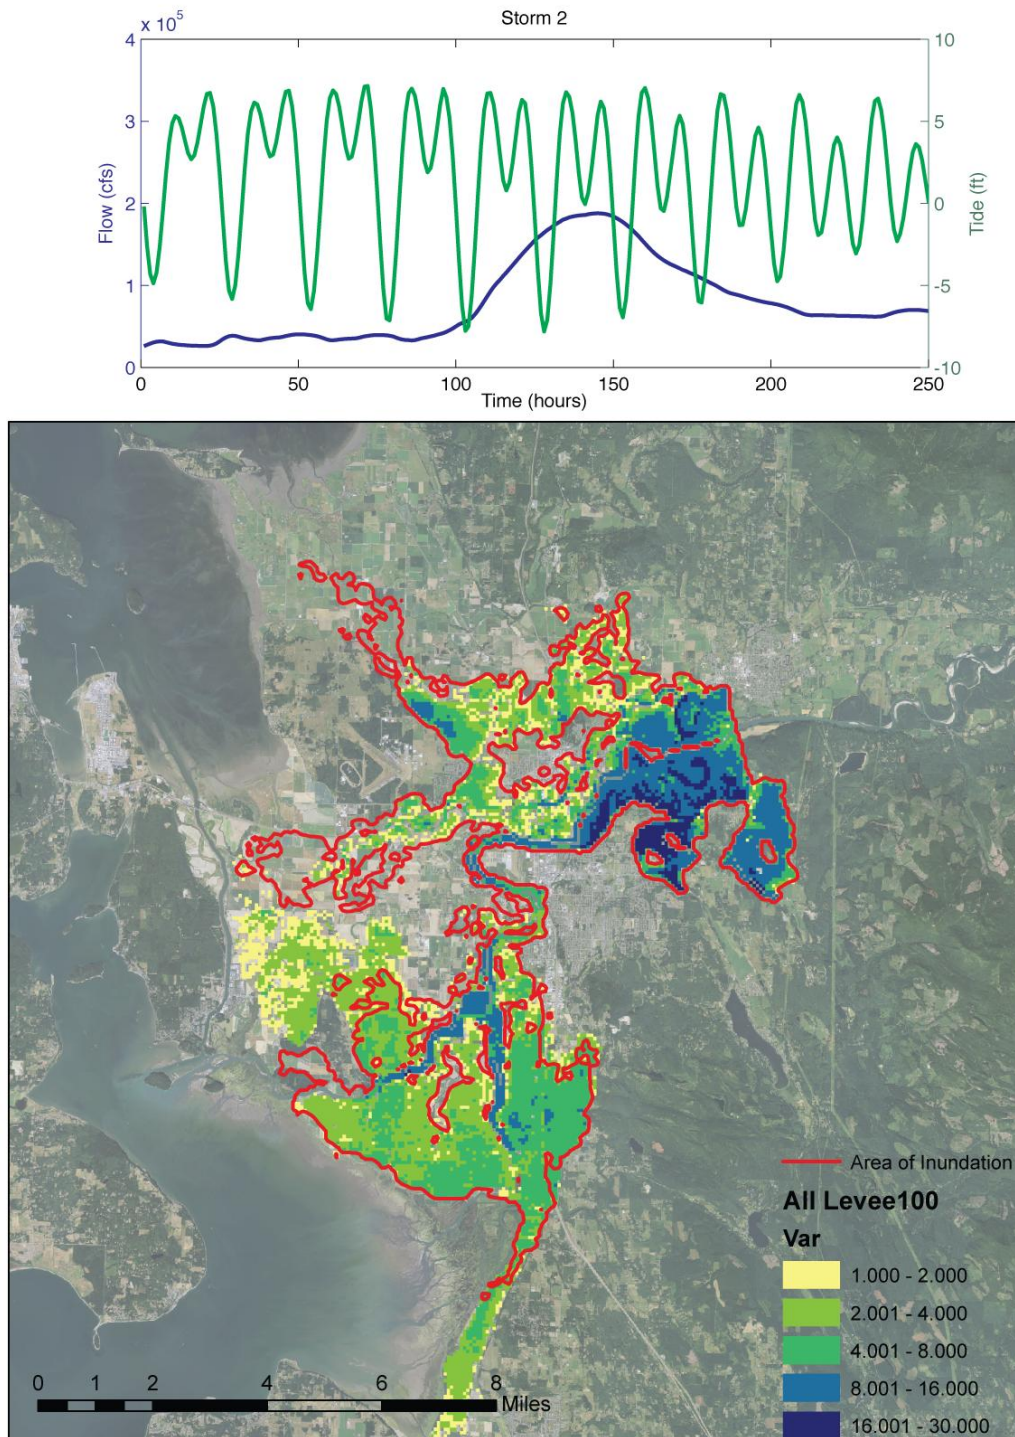 Storm 2
x 10⁵
4
3
2
1
0
Flow (cfs)
10
5
0
-5
-10
Tide (ft)
0 50 100 150 200 250
Time (hours)
Area of Inundation
All Levee100
Var
1.000 - 2.000
2.001 - 4.000
4.001 - 8.000
8.001 - 16.000
16.001 - 30.000
0 1 2 4 6 8
Miles